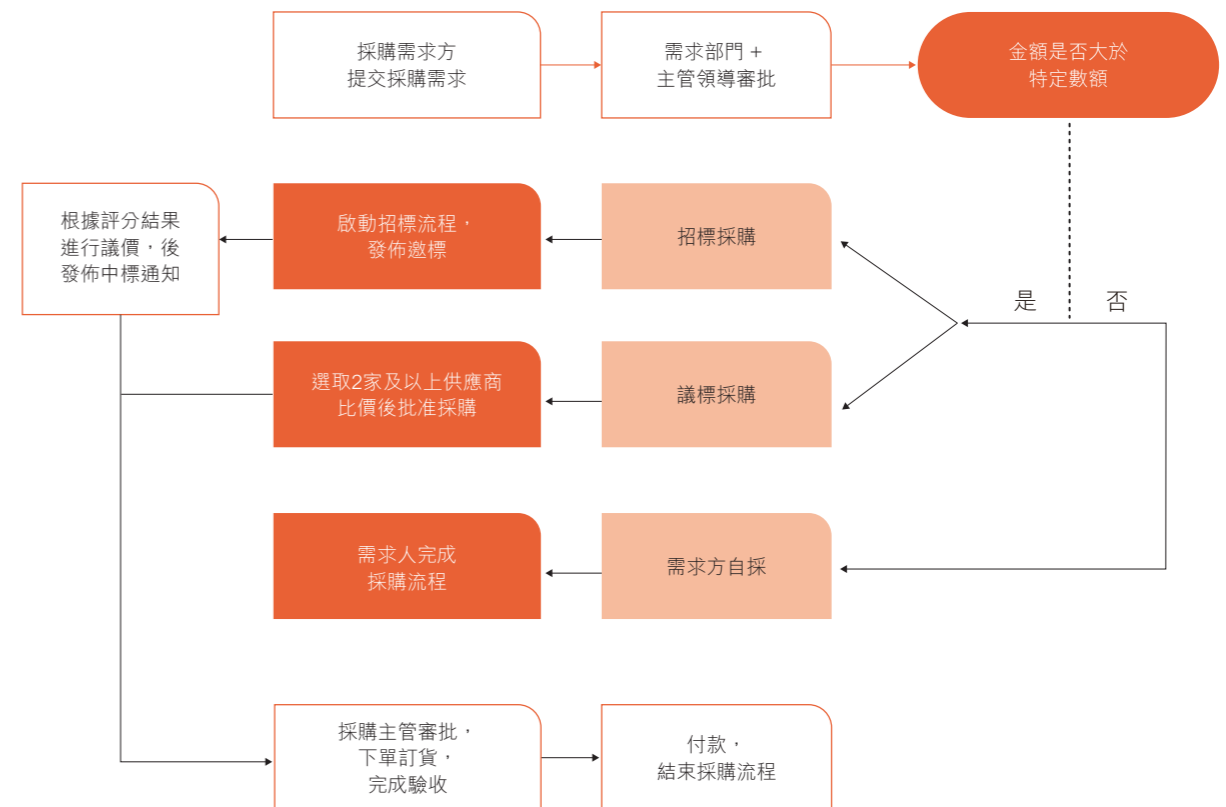 採購需求方
提交採購需求
需求部門 +
主管領導審批
金額是否大於
特定數額
根據評分結果
進行議價，後
發佈中標通知
啟動招標流程，
發佈邀標
招標採購
是
否
選取2家及以上供應商
比價後批准採購
議標採購
需求人完成
採購流程
需求方自採
採購主管審批，
下單訂貨，
完成驗收
付款，
結束採購流程